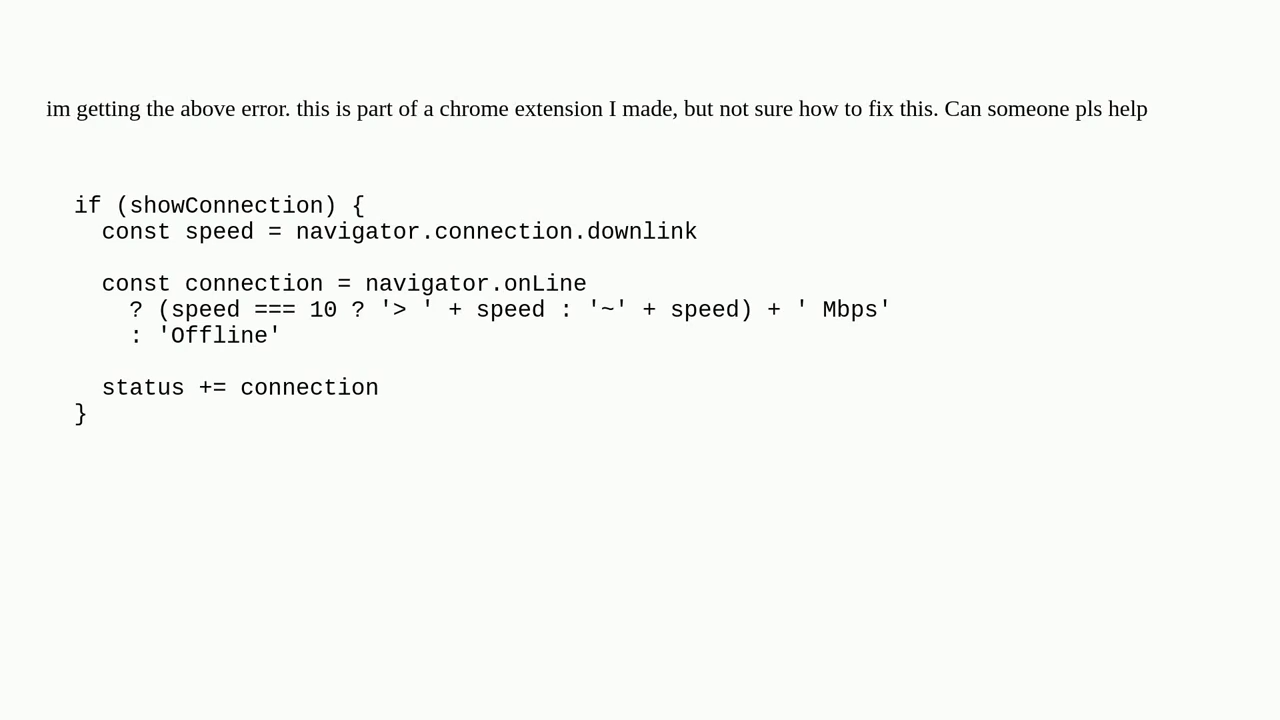 im getting the above error. this is part of a chrome extension I made, but not sure how to fix this. Can someone pls help
if (showConnection) {
  const speed = navigator.connection.downlink
  const connection = navigator.onLine
    ? (speed === 10 ? '> ' + speed : '~' + speed) + ' Mbps'
    : 'Offline'
  status += connection
}